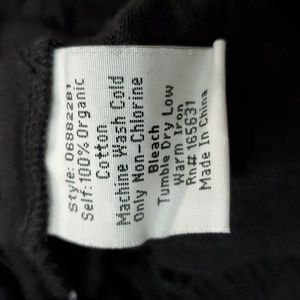 Style: 068822B1
Self:100% Organic
Cotton
Machine Wash Cold
Only Non-Chlorine
Bleach
Tumble Dry Low
Warm Iron
Rn# 165631
Made In China